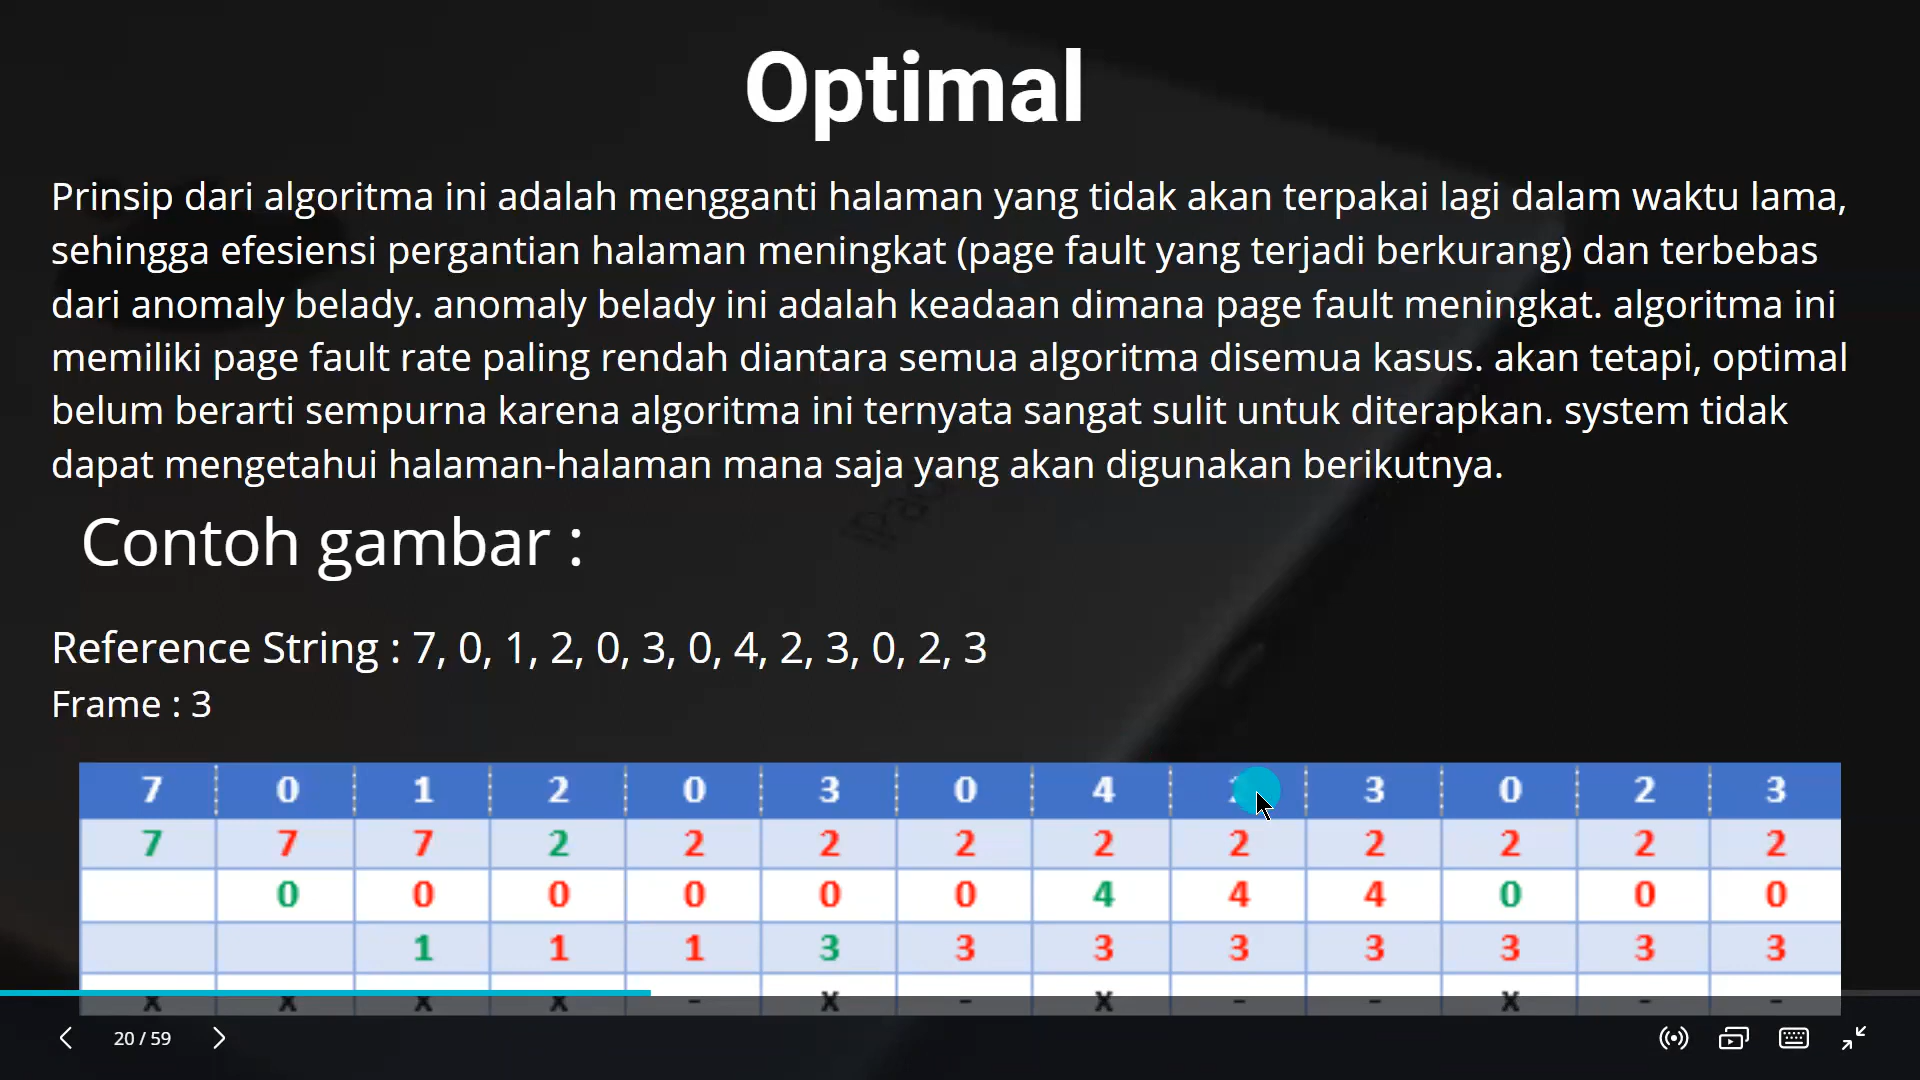 Optimal
Prinsip dari algoritma ini adalah mengganti halaman yang tidak akan terpakai lagi dalam waktu lama,
sehingga efesiensi pergantian halaman meningkat (page fault yang terjadi berkurang) dan terbebas
dari anomaly belady. anomaly belady ini adalah keadaan dimana page fault meningkat. algoritma ini
memiliki page fault rate paling rendah diantara semua algoritma disemua kasus. akan tetapi, optimal
belum berarti sempurna karena algoritma ini ternyata sangat sulit untuk diterapkan. system tidak
dapat mengetahui halaman-halaman mana saja yang akan digunakan berikutnya.
Contoh gambar :
Reference String : 7, 0, 1, 2, 0, 3, 0, 4, 2, 3, 0, 2, 3
Frame : 3
7 0 1 2 0 3 0 4 3 0 2 3
7 7 7 2 2 2 2 2 2 2 2 2 2
0 0 0 0 0 0 4 4 4 0 0 0
1 1 1 3 3 3 3 3 3 3 3
x x x x - x - x - - x - -
20 / 59